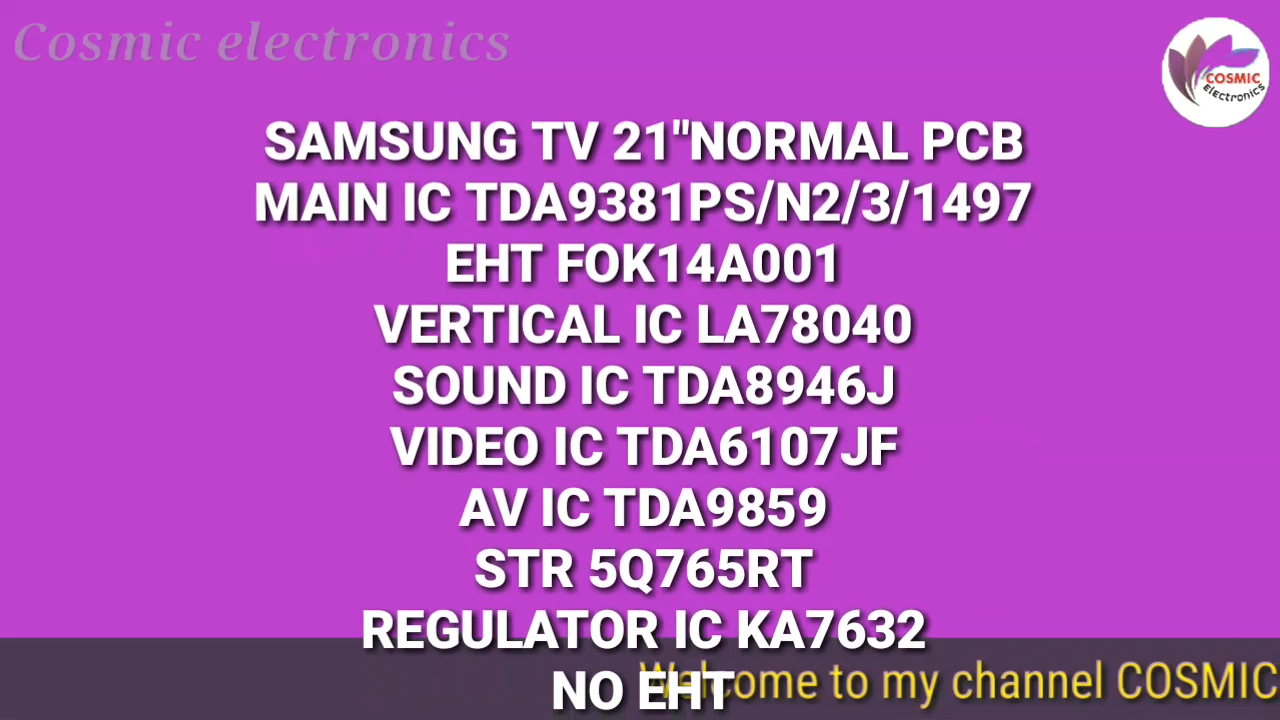 Cosmic electronics
COSMIC
electronics
SAMSUNG TV 21"NORMAL PCB
MAIN IC TDA9381PS/N2/3/1497
EHT FOK14A001
VERTICAL IC LA78040
SOUND IC TDA8946J
VIDEO IC TDA6107JF
AV IC TDA9859
STR 5Q765RT
REGULATOR IC KA7632
NO EHT
Welcome to my channel COSMIC